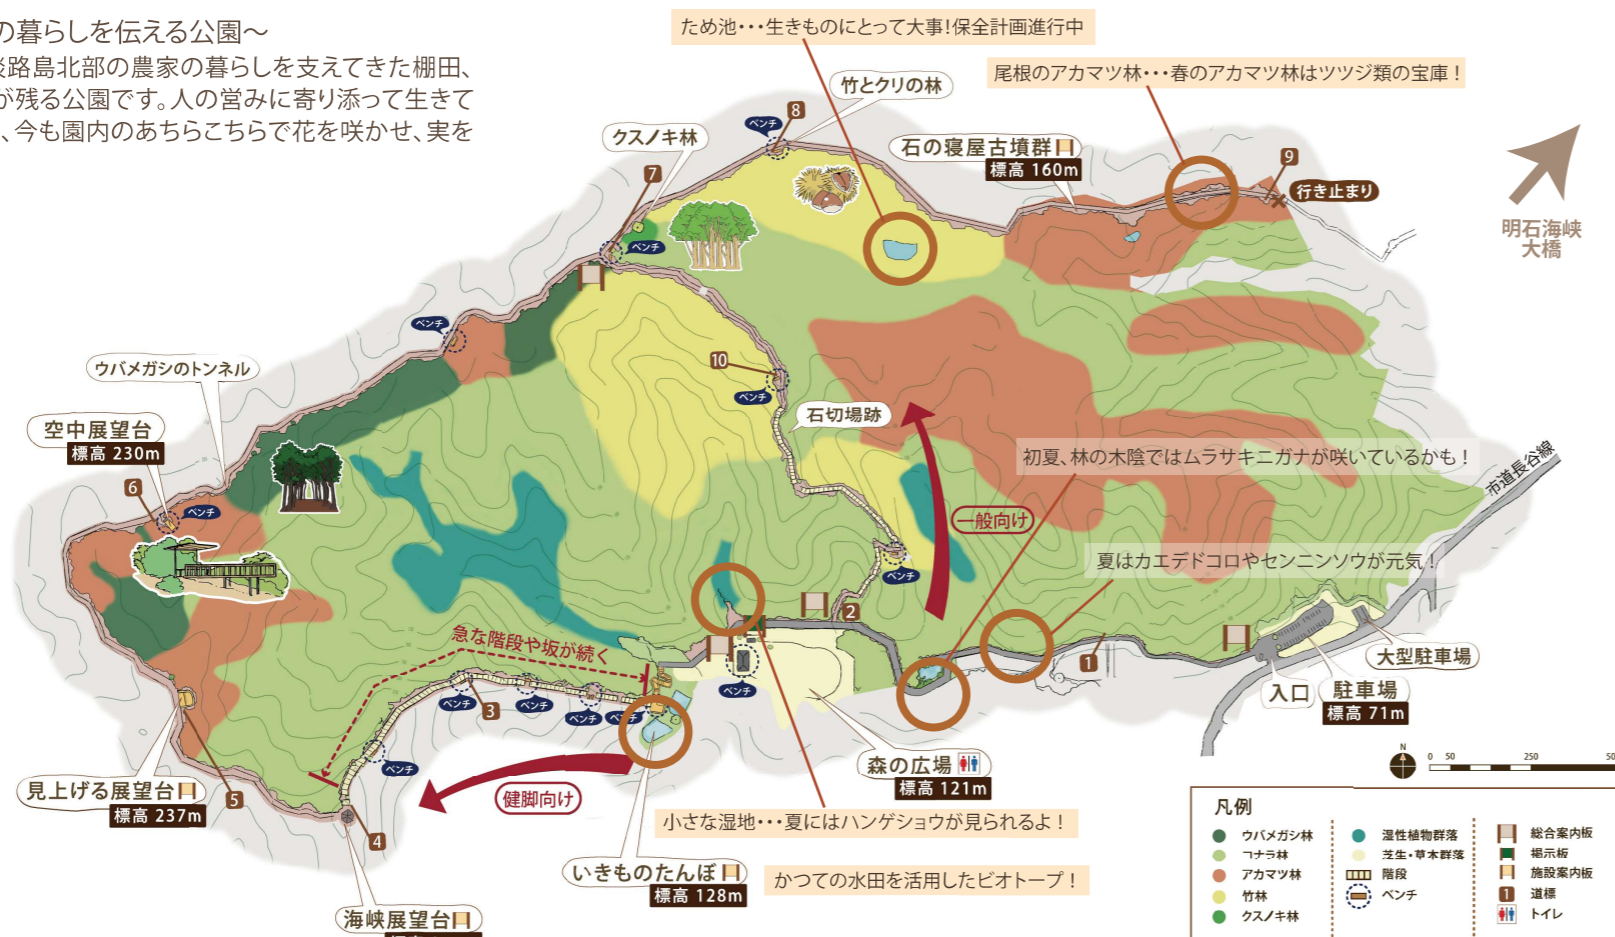 の暮らしを伝える公園～
淡路島北部の農家の暮らしを支えてきた棚田、
が残る公園です。人の営みに寄り添って生きて
、今も園内のあちらこちらで花を咲かせ、実を
ため池・・・生きものにとって大事!保全計画進行中
尾根のアカマツ林・・・春のアカマツ林はツツジ類の宝庫！
竹とクリの林
8
ベンチ
クスノキ林
石の寝屋古墳群
標高 160m
9
行き止まり
7
ベンチ
明石海峡
大橋
ベンチ
ウバメガシのトンネル
10
ベンチ
石切場跡
空中展望台
標高 230m
6
ベンチ
初夏、林の木陰ではムラサキニガナが咲いているかも！
市道長谷線
一般向け
夏はカエデドコロやセンニンソウが元気！
ベンチ
2
急な階段や坂が続く
1
大型駐車場
入口
駐車場
標高 71m
ベンチ
ベンチ
3
ベンチ
ベンチ
ベンチ
ベンチ
森の広場
標高 121m
N
0 50 250
見上げる展望台
標高 237m
5
健脚向け
4
小さな湿地・・・夏にはハンゲショウが見られるよ！
いきものたんぼ
標高 128m
かつての水田を活用したビオトープ！
海峡展望台
凡例
ウバメガシ林
コナラ林
アカマツ林
竹林
クスノキ林
湿性植物群落
芝生・草本群落
階段
ベンチ
総合案内板
掲示板
施設案内板
1 道標
トイレ